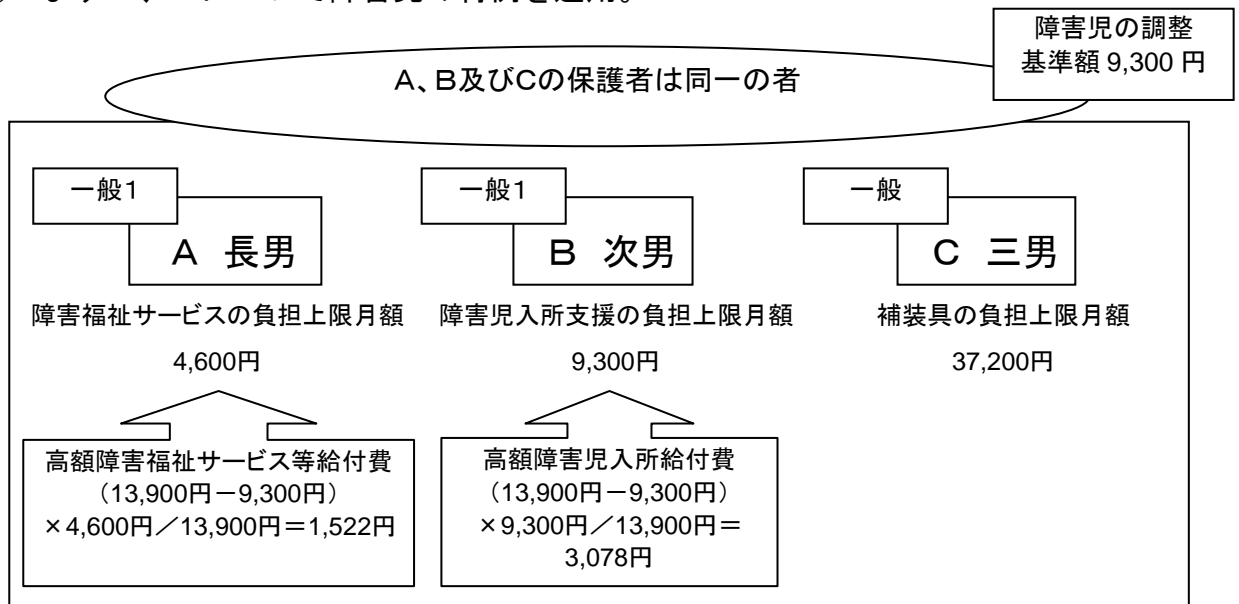 障害児の調整
基準額 9,300 円
A、B及びCの保護者は同一の者
一般1
A 長男
障害福祉サービスの負担上限月額
4,600円
高額障害福祉サービス等給付費
（13,900円－9,300円）
×4,600円／13,900円＝1,522円
一般1
B 次男
障害児入所支援の負担上限月額
9,300円
高額障害児入所給付費
（13,900円－9,300円）
×9,300円／13,900円＝
3,078円
一般
C 三男
補装具の負担上限月額
37,200円